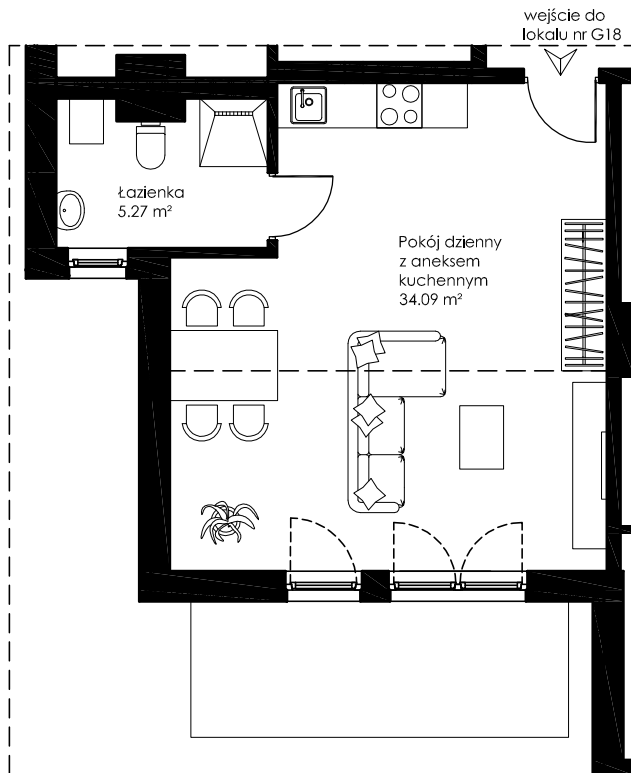 wejście do
lokalu nr G18
Łazienka
5.27 m²
Pokój dzienny
z aneksem
kuchennym
34.09 m²